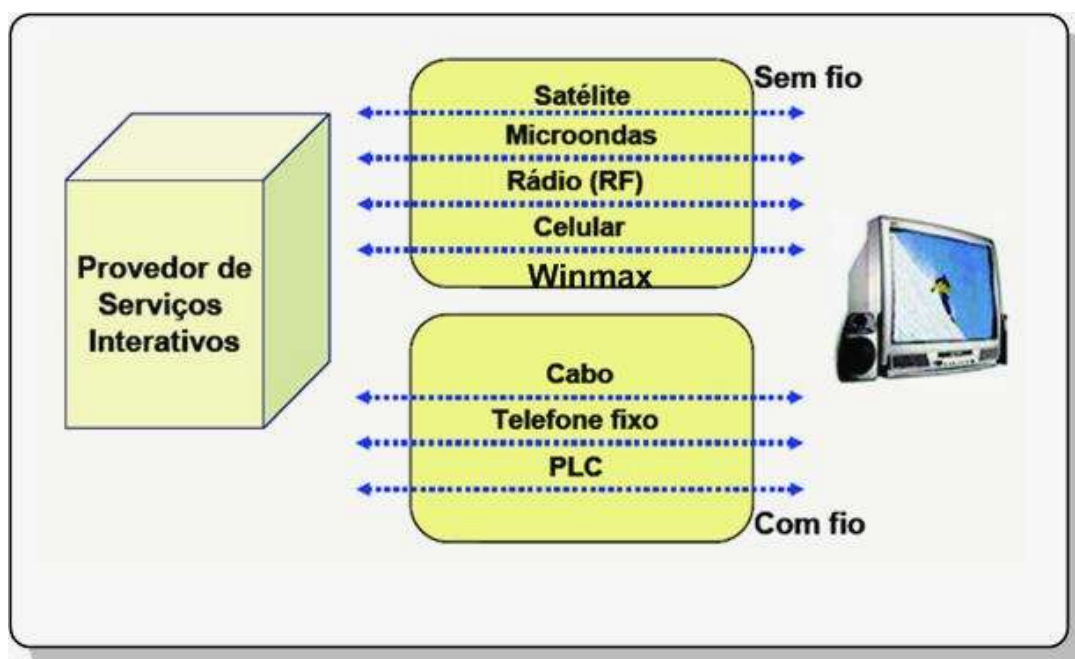 Provedor de
Serviços
Interativos
Sem fio
Satélite
Microondas
Rádio (RF)
Celular
Winmax
Cabo
Telefone fixo
PLC
Com fio